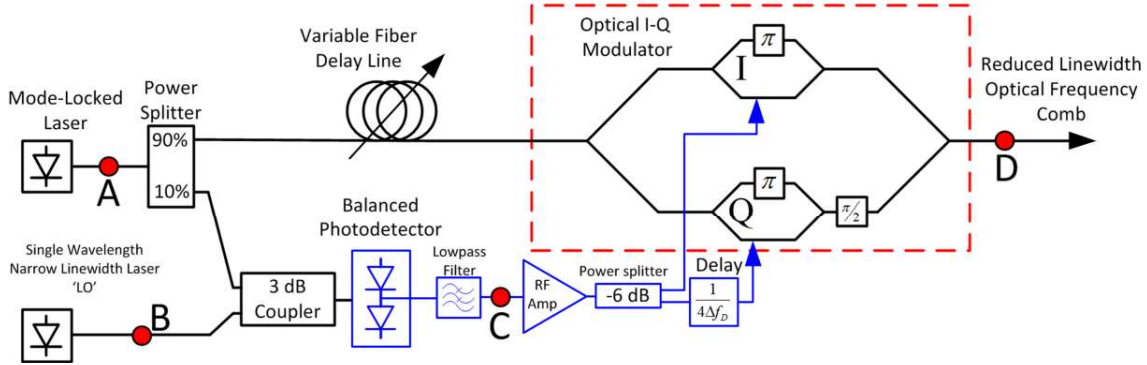 Mode-Locked
Laser
A
Power
Splitter
90%
10%
Variable Fiber
Delay Line
Optical I-Q
Modulator
π
I
π
Q
π/2
Reduced Linewidth
Optical Frequency
Comb
D
Single Wavelength
Narrow Linewidth Laser
'LO'
B
3 dB
Coupler
Balanced
Photodetector
Lowpass
Filter
C
RF
Amp
Power splitter
-6 dB
Delay
1
4Δf_D